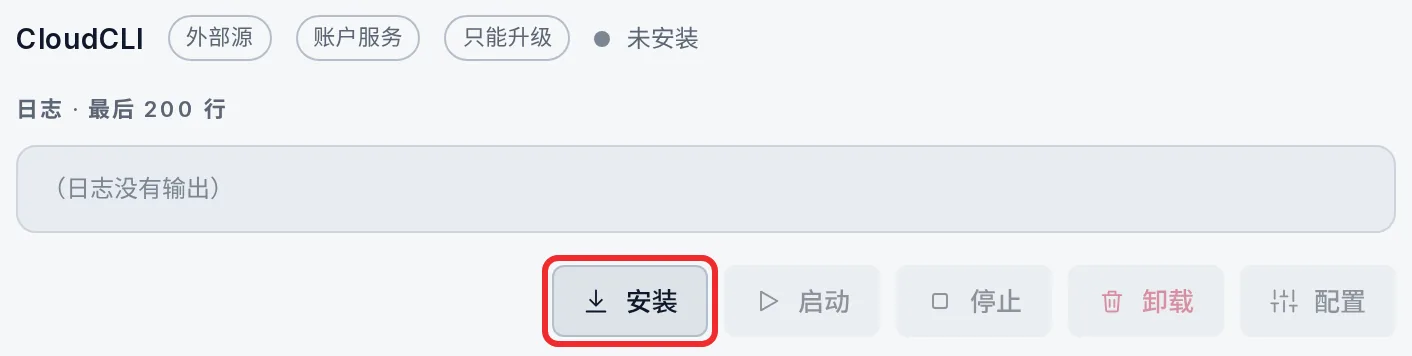 CloudCLI 外部源 账户服务 只能升级 未安装
日志 · 最后 200 行
（日志没有输出）
安装 启动 停止 卸载 配置